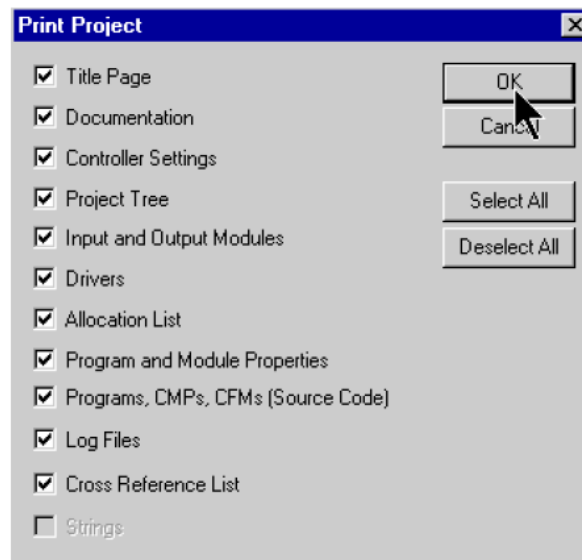 Print Project
Title Page
Documentation
Controller Settings
Project Tree
Input and Output Modules
Drivers
Allocation List
Program and Module Properties
Programs, CMPs, CFMs (Source Code)
Log Files
Cross Reference List
Strings
OK
Cancel
Select All
Deselect All